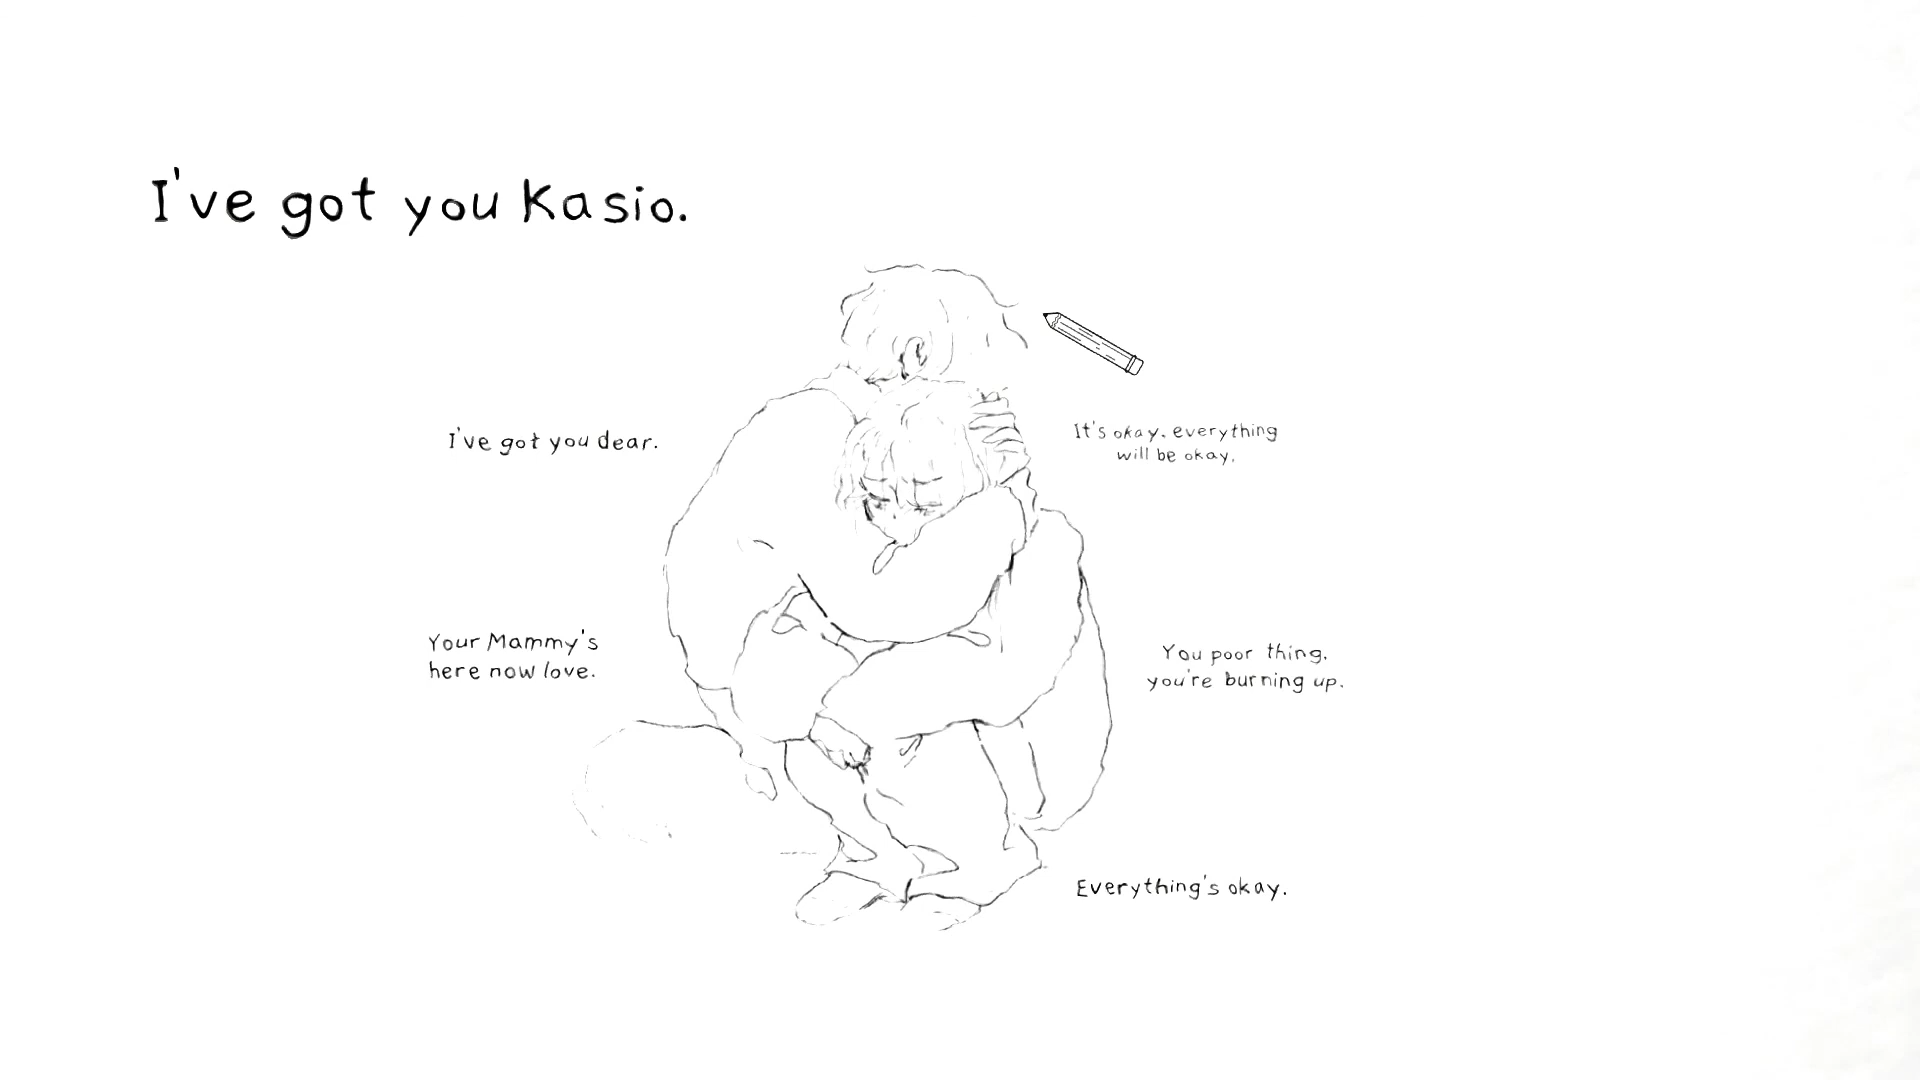 I've got you Kasio.
I've got you dear.
It's okay. everything
will be okay.
Your Mammy's
here now love.
You poor thing.
you're burning up.
Everything's okay.